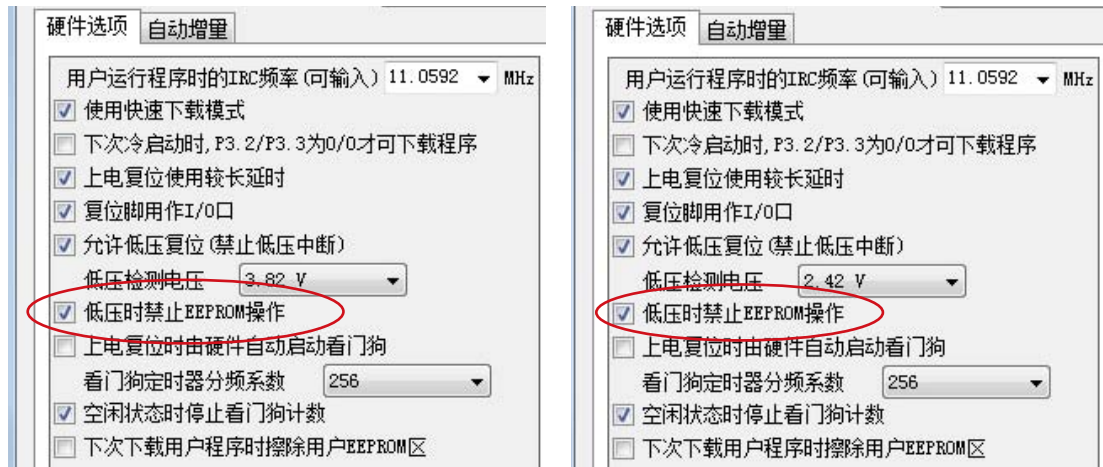 硬件选项 自动增量
用户运行程序时的IRC频率(可输入) 11.0592 MHz
使用快速下载模式
下次冷启动时,P3.2/P3.3为0/0才可下载程序
上电复位使用较长延时
复位脚用作I/O口
允许低压复位(禁止低压中断)
低压检测电压 3.82 V
低压时禁止EEPROM操作
上电复位时由硬件自动启动看门狗
看门狗定时器分频系数 256
空闲状态时停止看门狗计数
下次下载用户程序时擦除用户EEPROM区
硬件选项 自动增量
用户运行程序时的IRC频率(可输入) 11.0592 MHz
使用快速下载模式
下次冷启动时,P3.2/P3.3为0/0才可下载程序
上电复位使用较长延时
复位脚用作I/O口
允许低压复位(禁止低压中断)
低压检测电压 2.42 V
低压时禁止EEPROM操作
上电复位时由硬件自动启动看门狗
看门狗定时器分频系数 256
空闲状态时停止看门狗计数
下次下载用户程序时擦除用户EEPROM区